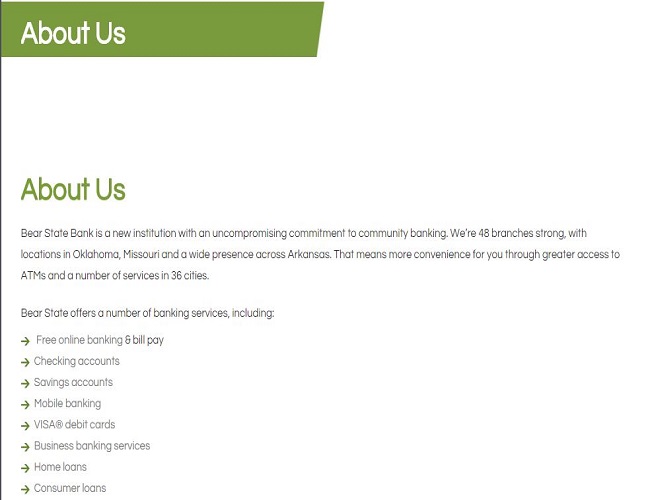 About Us
About Us
Bear State Bank is a new institution with an uncompromising commitment to community banking. We're 48 branches strong, with
locations in Oklahoma, Missouri and a wide presence across Arkansas. That means more convenience for you through greater access to
ATMs and a number of services in 36 cities.
Bear State offers a number of banking services, including:
Free online banking & bill pay
Checking accounts
Savings accounts
Mobile banking
VISA® debit cards
Business banking services
Home loans
Consumer loans